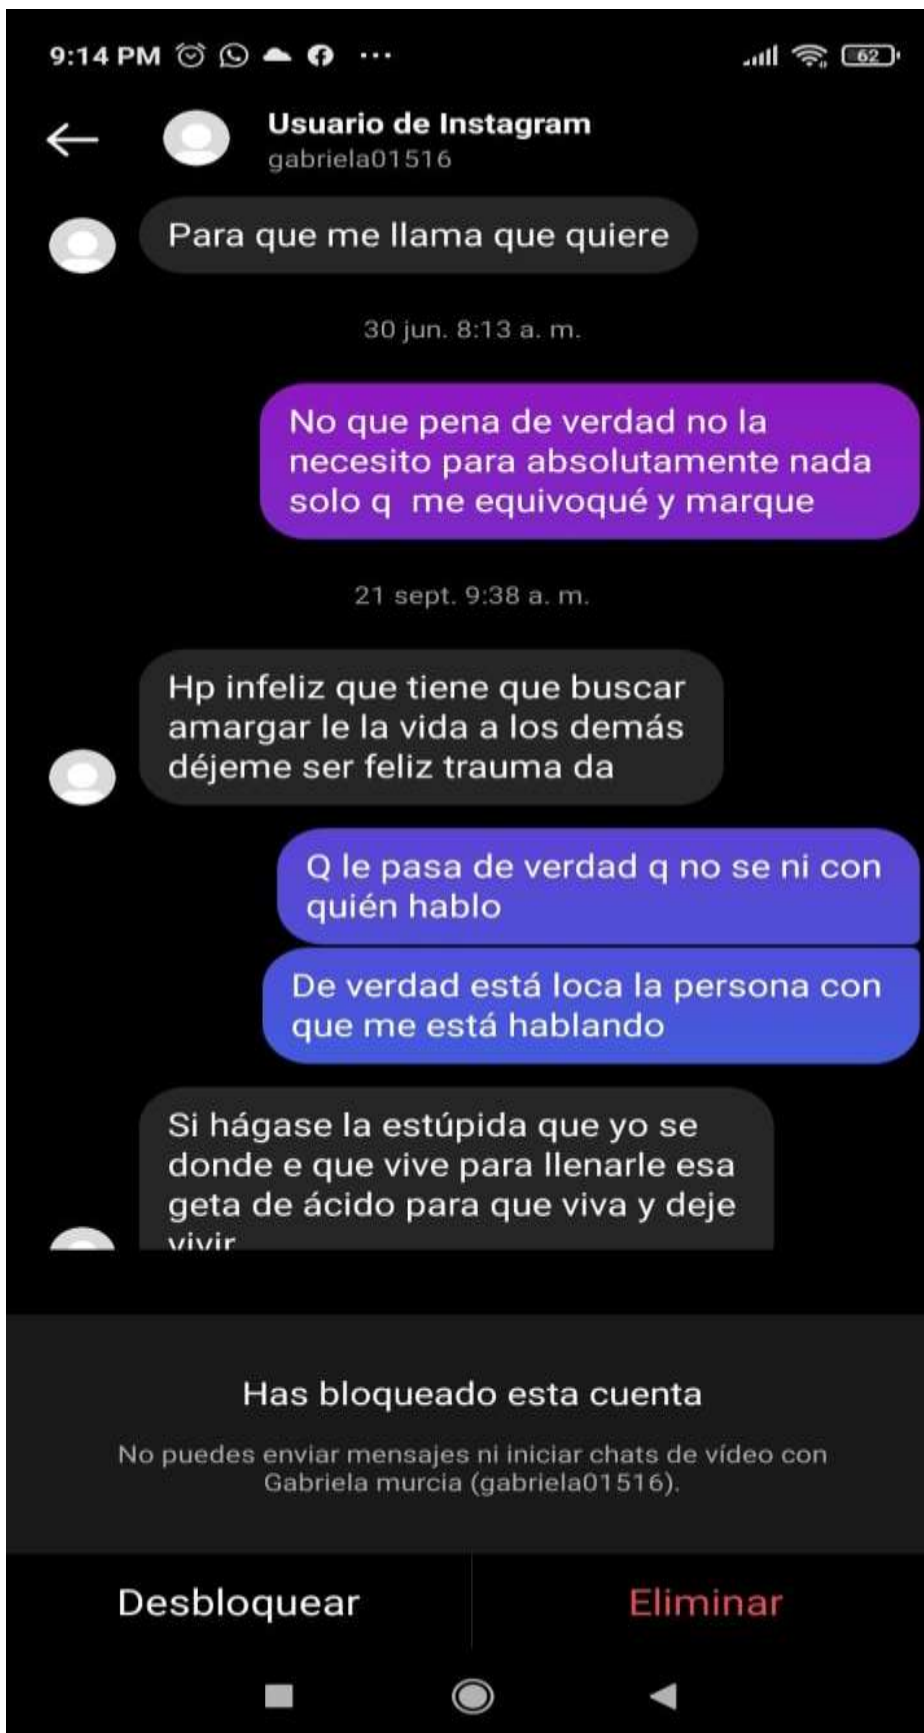 9:14 PM
62
Usuario de Instagram
gabriela01516
Para que me llama que quiere
30 jun. 8:13 a. m.
No que pena de verdad no la
necesito para absolutamente nada
solo q me equivoqué y marque
21 sept. 9:38 a. m.
Hp infeliz que tiene que buscar
amargar le la vida a los demás
déjeme ser feliz trauma da
Q le pasa de verdad q no se ni con
quién hablo
De verdad está loca la persona con
que me está hablando
Si hágase la estúpida que yo se
donde e que vive para llenarle esa
geta de ácido para que viva y deje
vivir
Has bloqueado esta cuenta
No puedes enviar mensajes ni iniciar chats de vídeo con
Gabriela murcia (gabriela01516).
Desbloquear
Eliminar